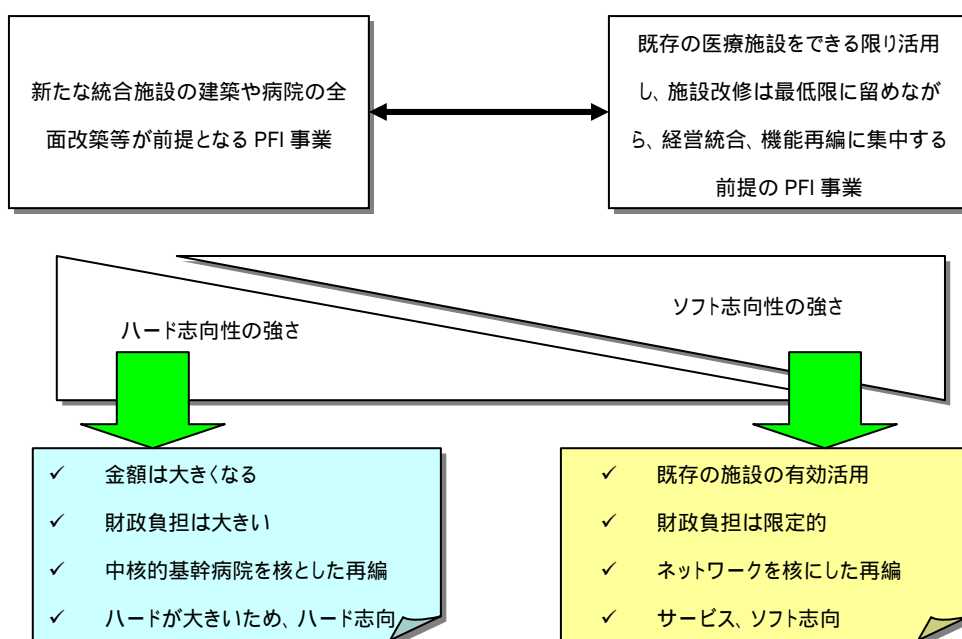 新たな統合施設の建築や病院の全
面改築等が前提となる PFI 事業
既存の医療施設をできる限り活用
し、施設改修は最低限に留めなが
ら、経営統合、機能再編に集中する
前提の PFI 事業
ハード志向性の強さ
ソフト志向性の強さ
✓ 金額は大きくなる
✓ 財政負担は大きい
✓ 中核的基幹病院を核とした再編
✓ ハードが大きいため、ハード志向
✓ 既存の施設の有効活用
✓ 財政負担は限定的
✓ ネットワークを核にした再編
✓ サービス、ソフト志向